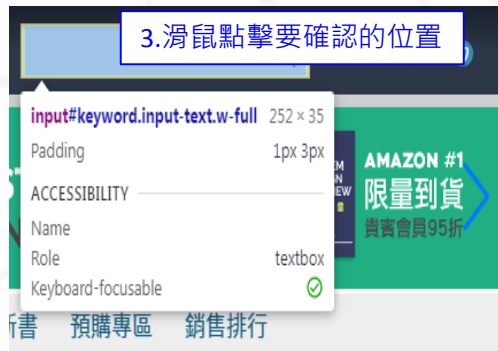 3.滑鼠點擊要確認的位置
input#keyword.input-text.w-full 252 × 35
Padding 1px 3px
ACCESSIBILITY
Name
Role textbox
Keyboard-focusable
AMAZON #1
限量到貨
貴賓會員95折
預購專區 銷售排行